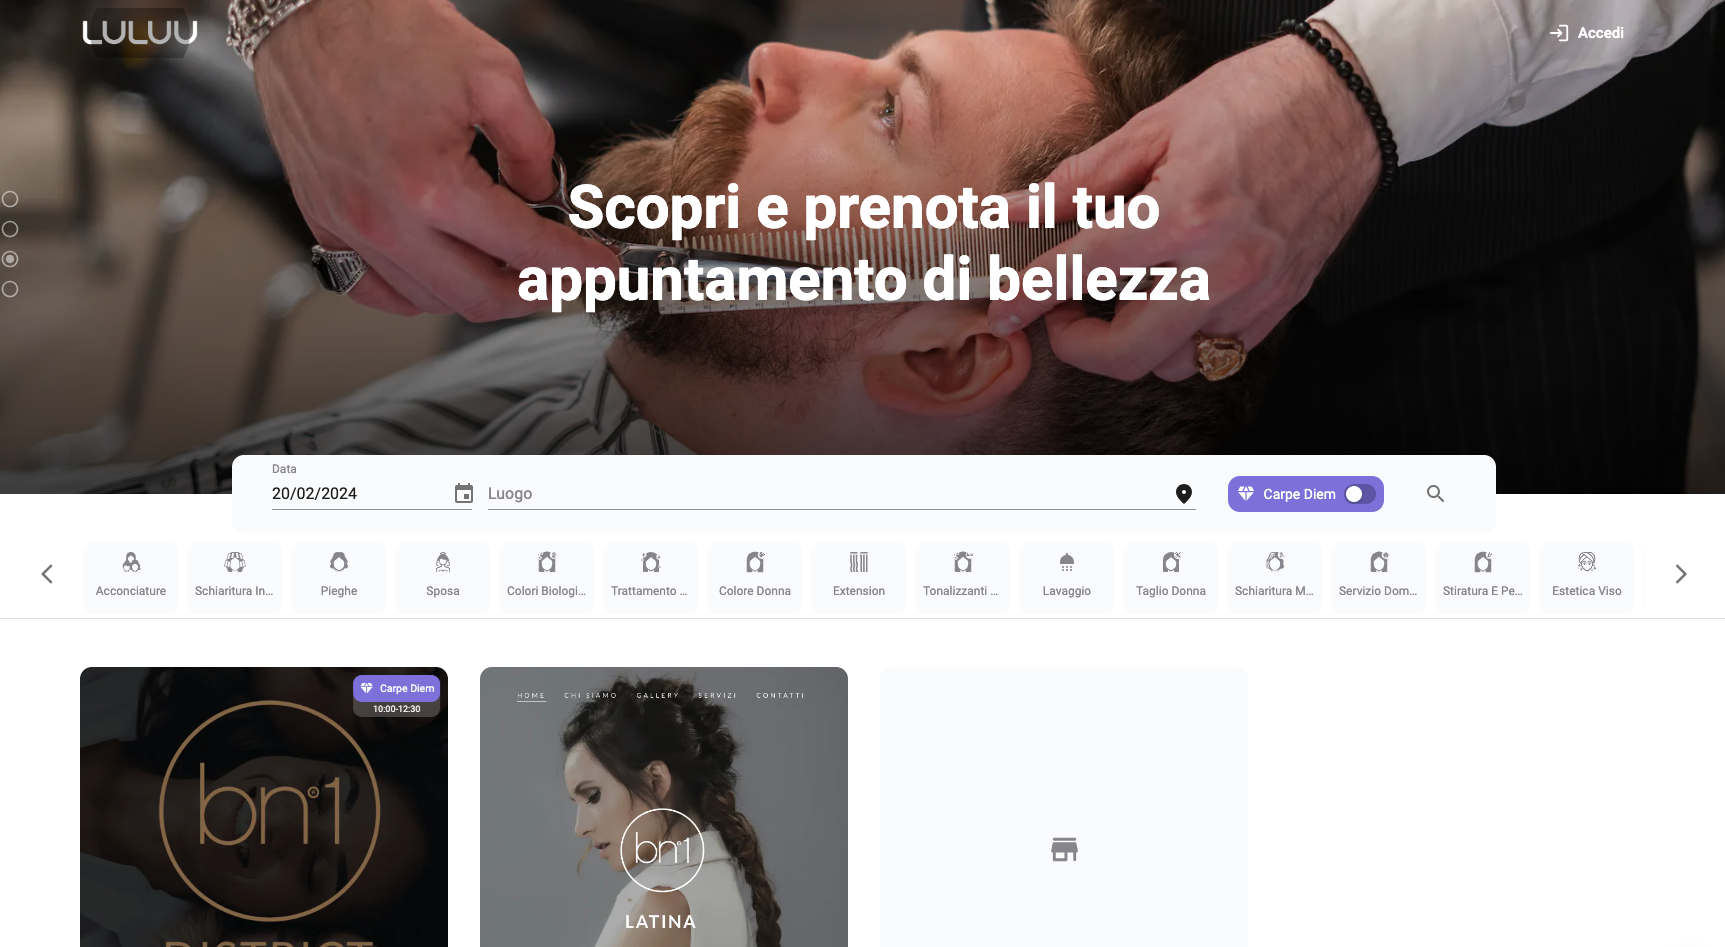 LULUU
Accedi
Scopri e prenota il tuo
appuntamento di bellezza
Data
20/02/2024
Luogo
Carpe Diem
Acconciature
Schiaritura In...
Pieghe
Sposa
Colori Biologi...
Trattamento ...
Colore Donna
Extension
Tonalizzanti ...
Lavaggio
Taglio Donna
Schiaritura M...
Servizio Dom...
Stiratura E Pe...
Estetica Viso
Carpe Diem
10:00-12:30
bn°1
DISTRICT
HOME CHI SIAMO GALLERY SERVIZI CONTATTI
bn°1
LATINA